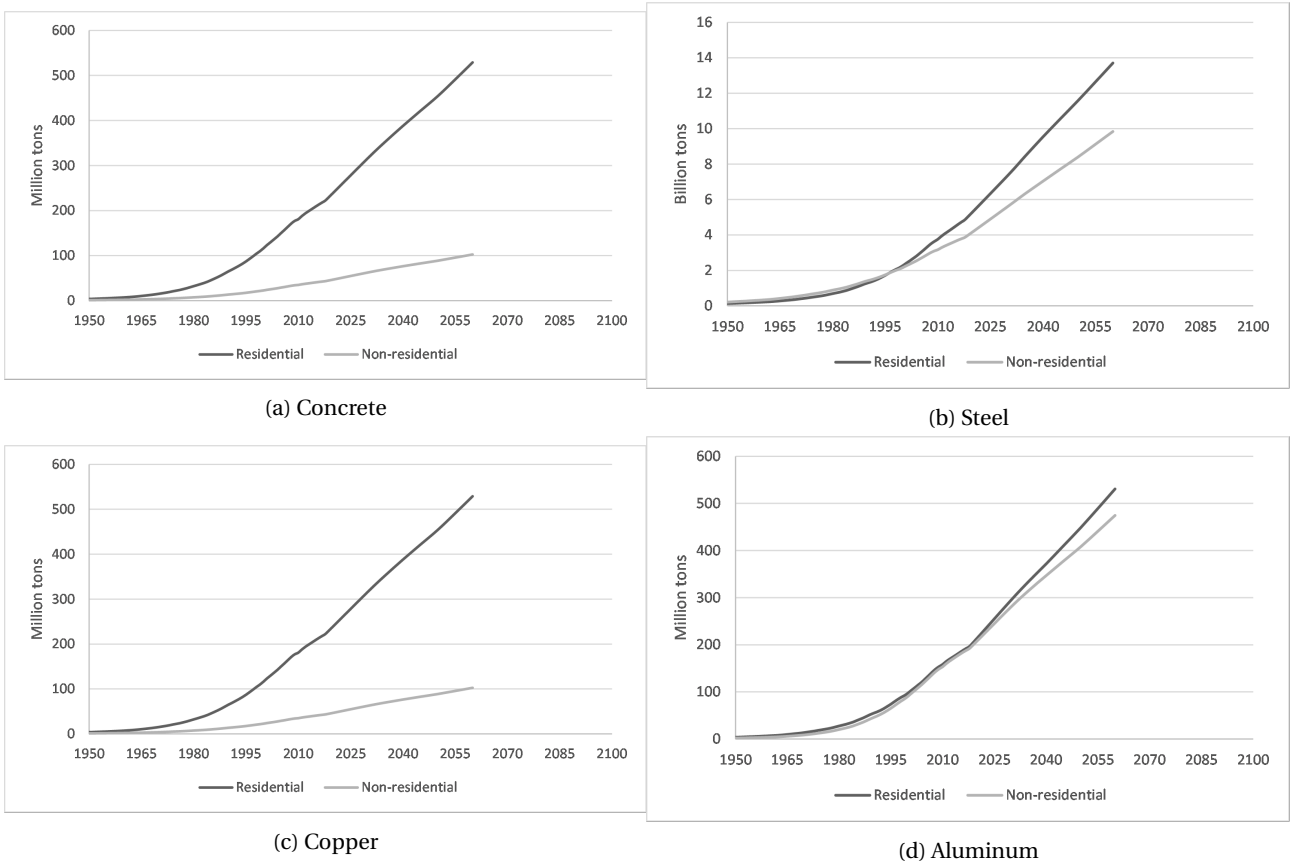 600
500
400
300
200
100
0
Million tons
1950 1965 1980 1995 2010 2025 2040 2055 2070 2085 2100
Residential Non-residential
(a) Concrete
16
14
12
10
8
6
4
2
0
Billion tons
1950 1965 1980 1995 2010 2025 2040 2055 2070 2085 2100
Residential Non-residential
(b) Steel
600
500
400
300
200
100
0
Million tons
1950 1965 1980 1995 2010 2025 2040 2055 2070 2085 2100
Residential Non-residential
(c) Copper
600
500
400
300
200
100
0
Million tons
1950 1965 1980 1995 2010 2025 2040 2055 2070 2085 2100
Residential Non-residential
(d) Aluminum